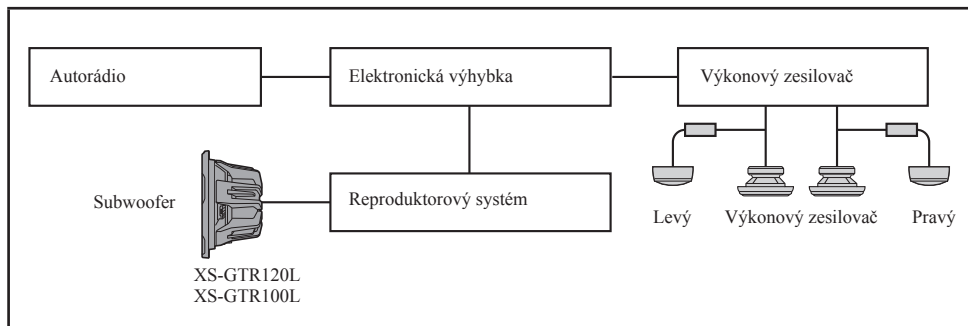 Autorádio
Elektronická výhybka
Výkonový zesilovač
Subwoofer
Reproduktorový systém
Levý
Výkonový zesilovač
Pravý
XS-GTR120L
XS-GTR100L